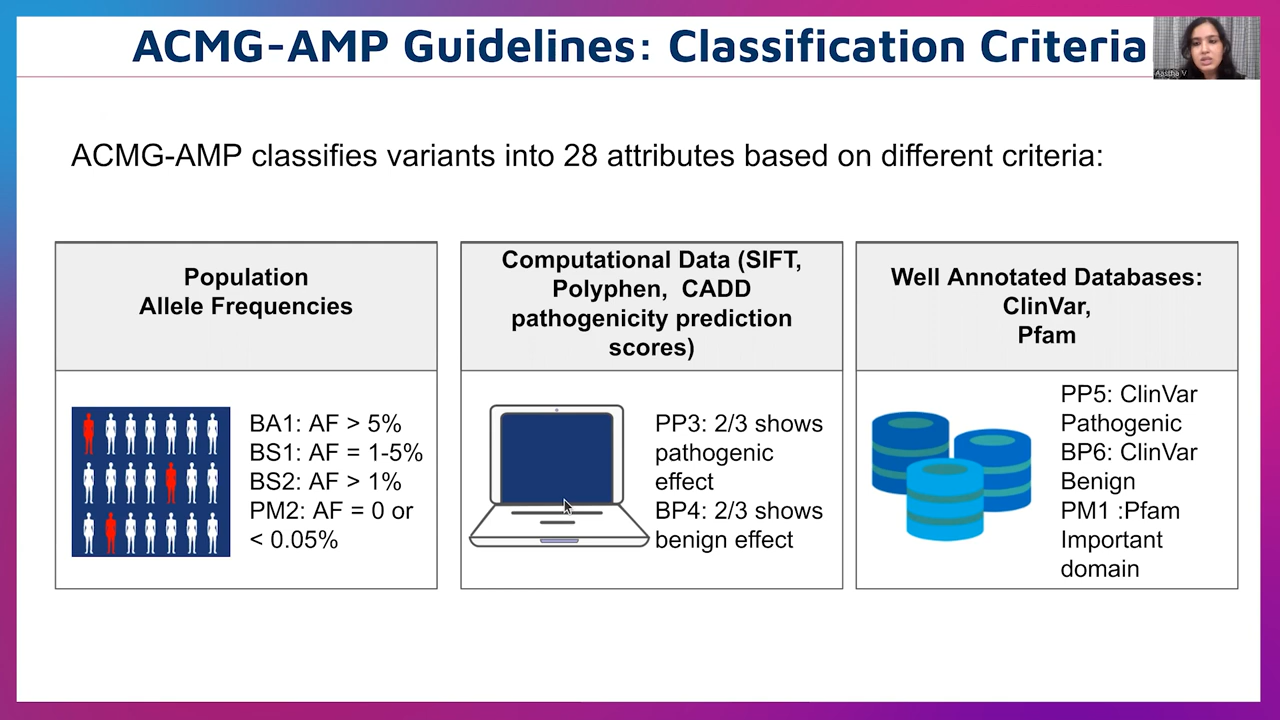 ACMG-AMP Guidelines: Classification Criteria
Aastha V
ACMG-AMP classifies variants into 28 attributes based on different criteria:
Population
Allele Frequencies
BA1: AF > 5%
BS1: AF = 1-5%
BS2: AF > 1%
PM2: AF = 0 or
< 0.05%
Computational Data (SIFT,
Polyphen, CADD
pathogenicity prediction
scores)
PP3: 2/3 shows
pathogenic
effect
BP4: 2/3 shows
benign effect
Well Annotated Databases:
ClinVar,
Pfam
PP5: ClinVar
Pathogenic
BP6: ClinVar
Benign
PM1 :Pfam
Important
domain